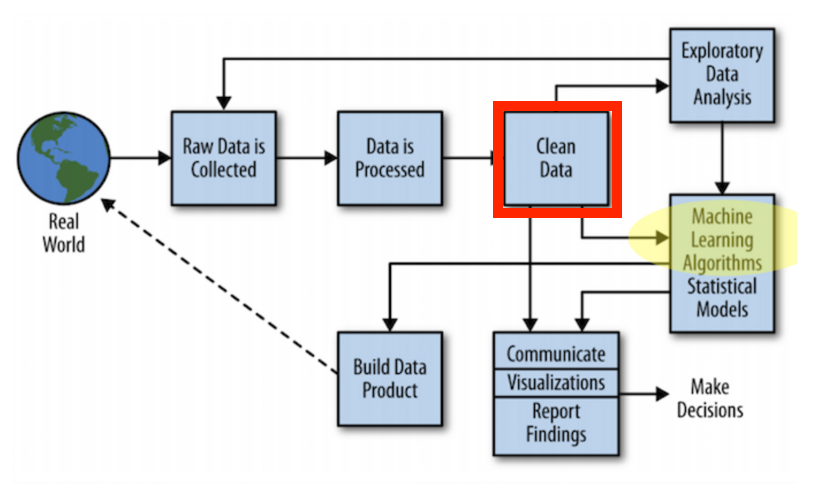 Exploratory
Data
Analysis
Raw Data is
Collected
Data is
Processed
Clean
Data
Real
World
Machine
Learning
Algorithms
Statistical
Models
Build Data
Product
Communicate
Visualizations
Report
Findings
Make
Decisions